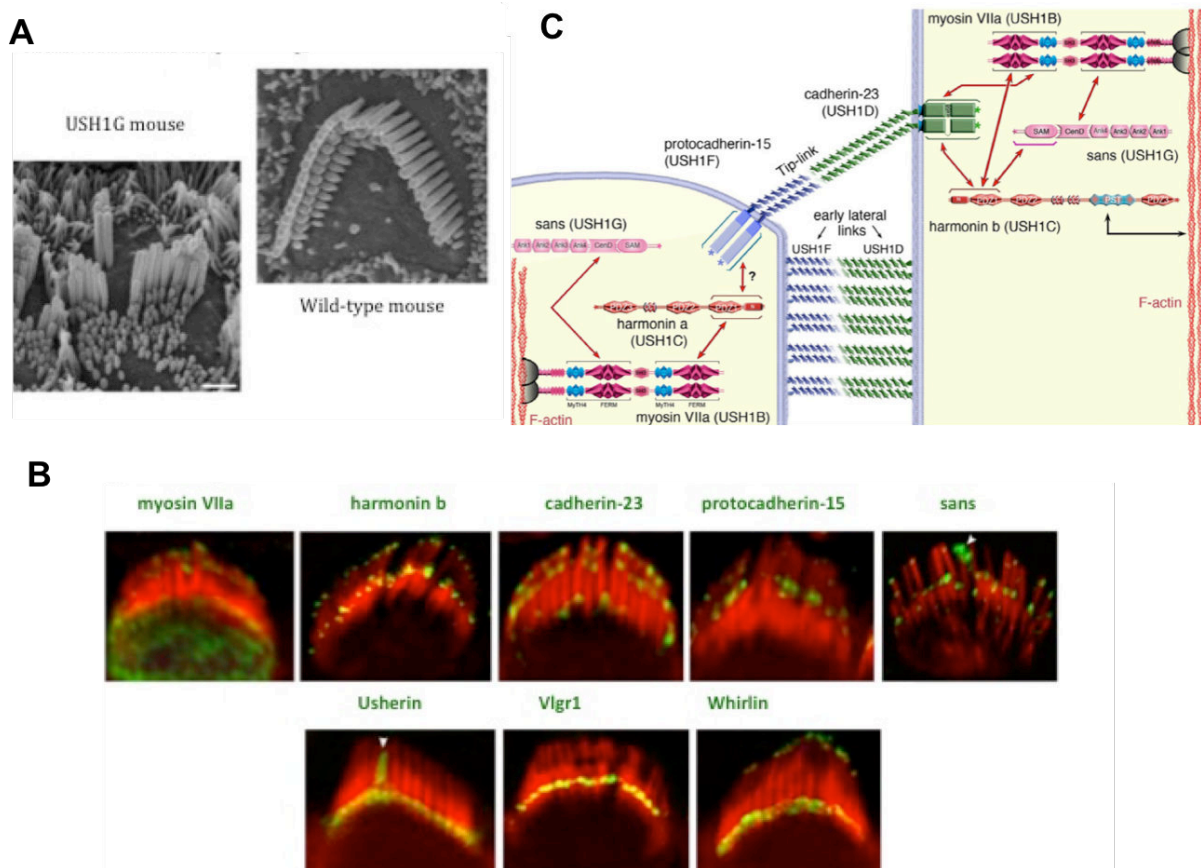 A
USH1G mouse
Wild-type mouse
C
myosin VIIa (USH1B)
cadherin-23
(USH1D)
protocadherin-15
(USH1F)
Tip-link
SAM CenD Ank4 Ank3 Ank2 Ank1
sans (USH1G)
sans (USH1G)
early lateral
links
USH1F USH1D
harmonin b (USH1C)
Ank1 Ank2 Ank3 Ank4 CenD SAM
?
F-actin
harmonin a
(USH1C)
MyTH4 FERM MyTH4 FERM
F-actin
myosin VIIa (USH1B)
B
myosin VIIa harmonin b cadherin-23 protocadherin-15 sans
Usherin Vlgr1 Whirlin